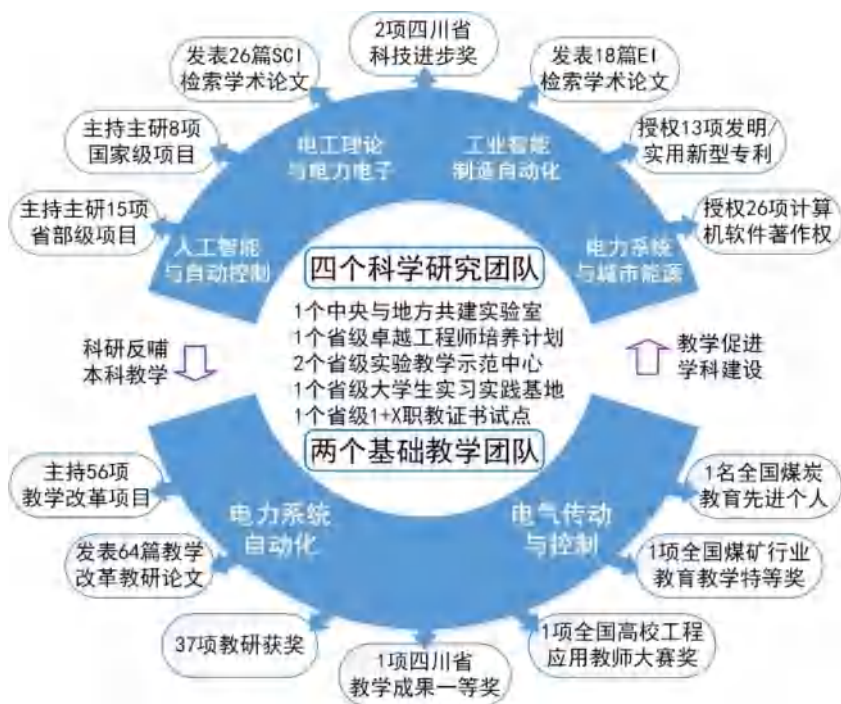 2项四川省
科技进步奖
发表26篇SCI
检索学术论文
发表18篇EI
检索学术论文
主持主研8项
国家级项目
电工理论
与电力电子
工业智能
制造自动化
授权13项发明/
实用新型专利
主持主研15项
省部级项目
人工智能
与自动控制
电力系统
与城市能源
授权26项计算
机软件著作权
四个科学研究团队
1个中央与地方共建实验室
1个省级卓越工程师培养计划
2个省级实验教学示范中心
1个省级大学生实习实践基地
1个省级1+X职教证书试点
两个基础教学团队
科研反哺
本科教学
教学促进
学科建设
主持56项
教学改革项目
电力系统
自动化
电气传动
与控制
1名全国煤炭
教育先进个人
发表64篇教学
改革教研论文
1项全国煤矿行业
教育教学特等奖
37项教研获奖
1项四川省
教学成果一等奖
1项全国高校工程
应用教师大赛奖